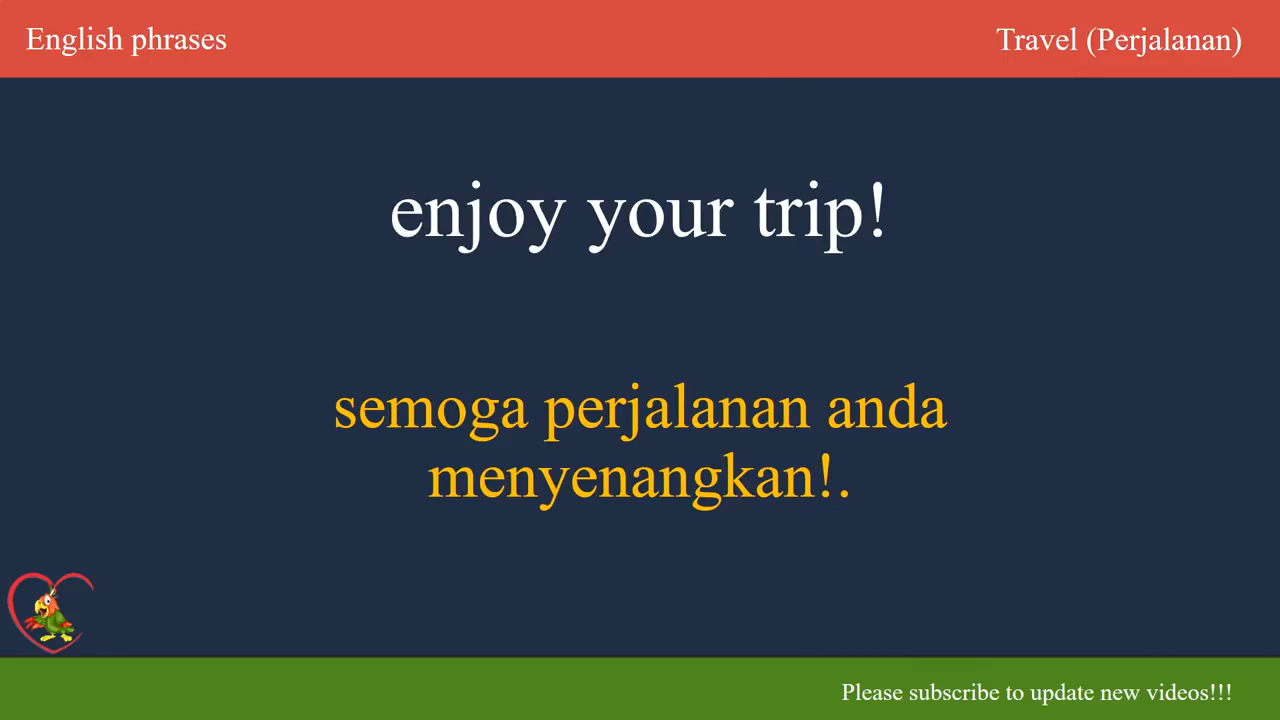 English phrases
Travel (Perjalanan)
enjoy your trip!
semoga perjalanan anda
menyenangkan!.
Please subscribe to update new videos!!!